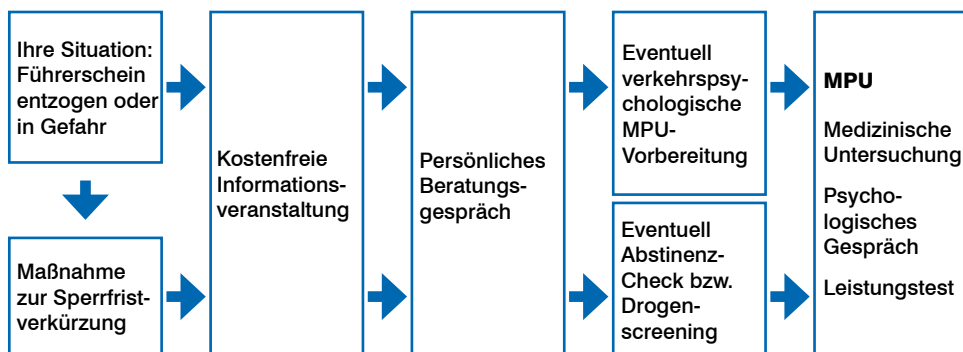 Ihre Situation:
Führerschein
entzogen oder
in Gefahr
Maßnahme
zur Sperrfrist-
verkürzung
Kostenfreie
Informations-
veranstaltung
Persönliches
Beratungs-
gespräch
Eventuell
verkehrspsy-
chologische
MPU-
Vorbereitung
Eventuell
Abstinenz-
Check bzw.
Drogen-
screening
MPU
Medizinische
Untersuchung
Psycho-
logisches
Gespräch
Leistungstest